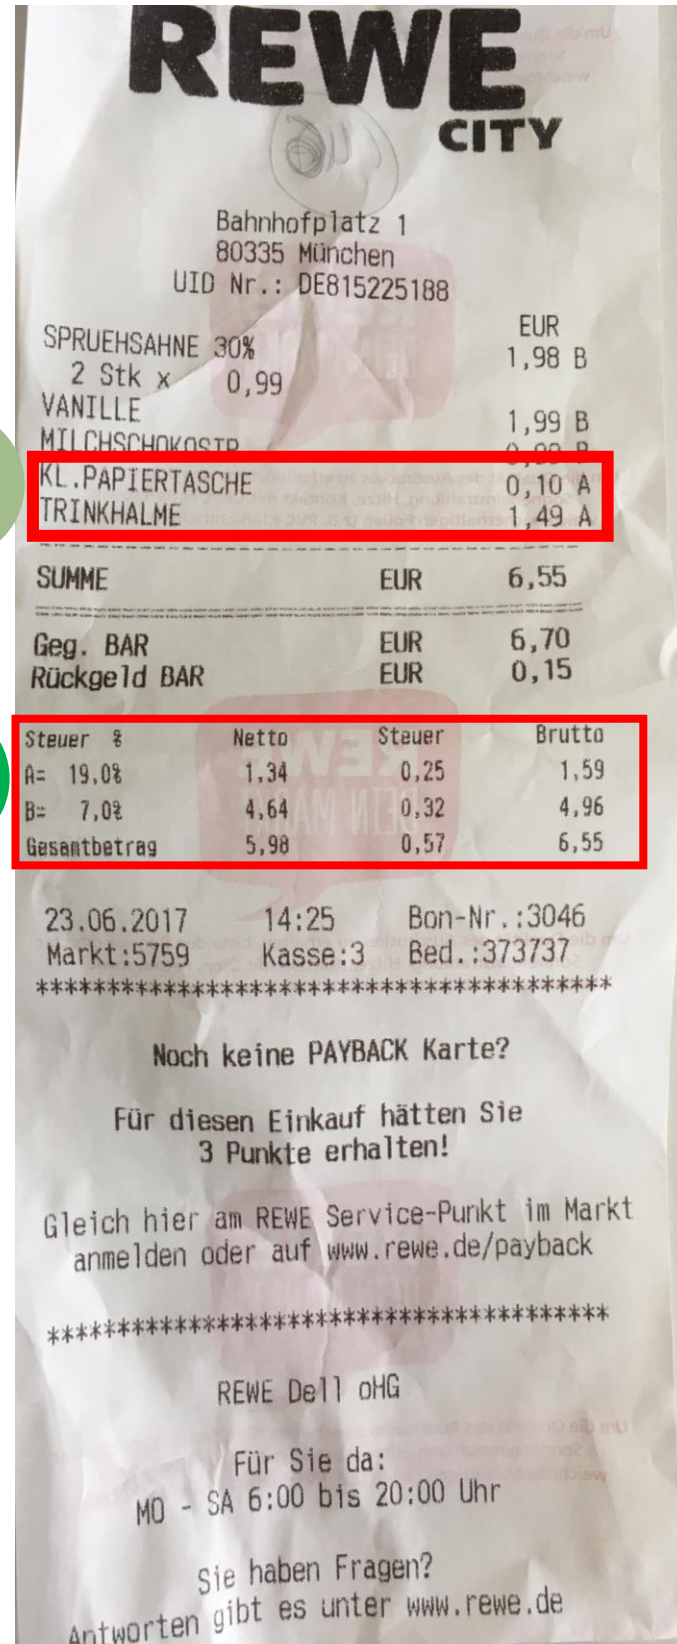 REWE
CITY
Bahnhofplatz 1
80335 München
UID Nr.: DE815225188
EUR
SPRUEHSAHNE 30% 1,98 B
2 Stk x 0,99
VANILLE 1,99 B
MILCHSCHOKOSTR 0,99 B
KL.PAPIERTASCHE 0,10 A
TRINKHALME 1,49 A
SUMME EUR 6,55
Geg. BAR EUR 6,70
Rückgeld BAR EUR 0,15
Steuer % Netto Steuer Brutto
A= 19,0% 1,34 0,25 1,59
B= 7,0% 4,64 0,32 4,96
Gesamtbetrag 5,98 0,57 6,55
23.06.2017 14:25 Bon-Nr.:3046
Markt:5759 Kasse:3 Bed.:373737
*****************************************
Noch keine PAYBACK Karte?
Für diesen Einkauf hätten Sie
3 Punkte erhalten!
Gleich hier am REWE Service-Punkt im Markt
anmelden oder auf www.rewe.de/payback
****************************************
REWE Dell oHG
Für Sie da:
MO - SA 6:00 bis 20:00 Uhr
Sie haben Fragen?
Antworten gibt es unter www.rewe.de